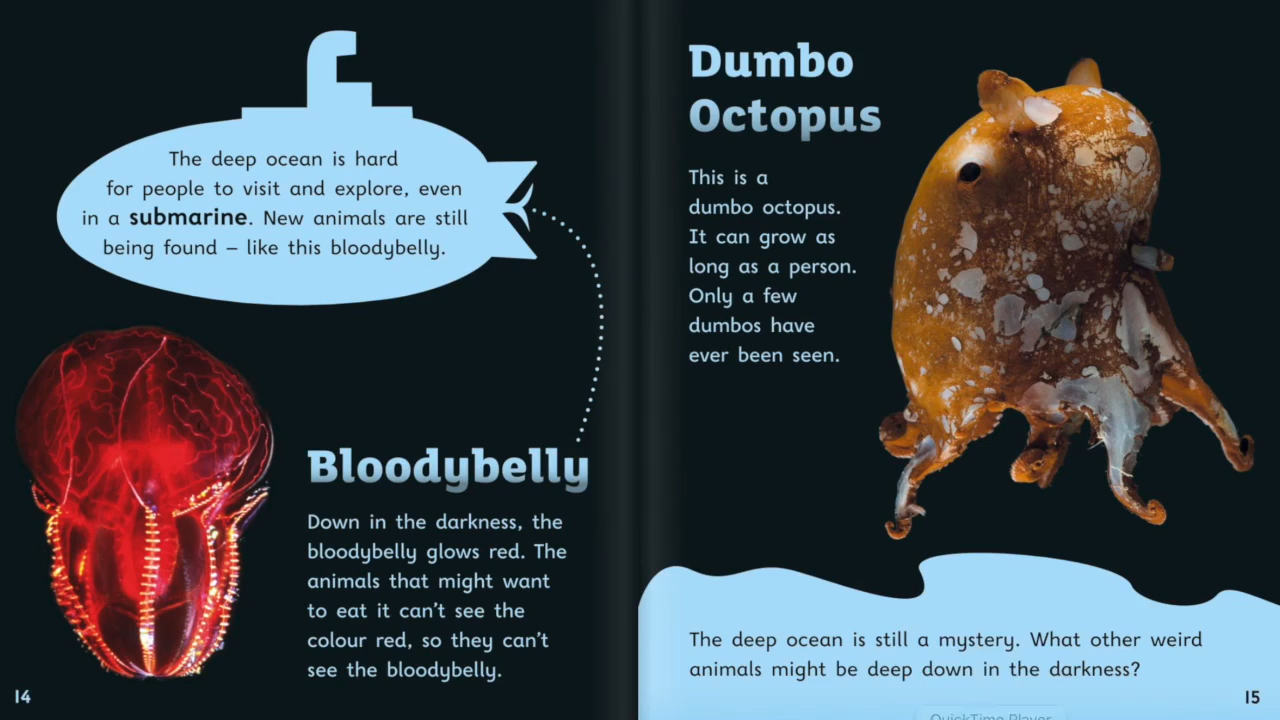 The deep ocean is hard
for people to visit and explore, even
in a submarine. New animals are still
being found – like this bloodybelly.
Bloodybelly
Down in the darkness, the
bloodybelly glows red. The
animals that might want
to eat it can't see the
colour red, so they can't
see the bloodybelly.
14
Dumbo
Octopus
This is a
dumbo octopus.
It can grow as
long as a person.
Only a few
dumbos have
ever been seen.
The deep ocean is still a mystery. What other weird
animals might be deep down in the darkness?
15
QuickTime Player